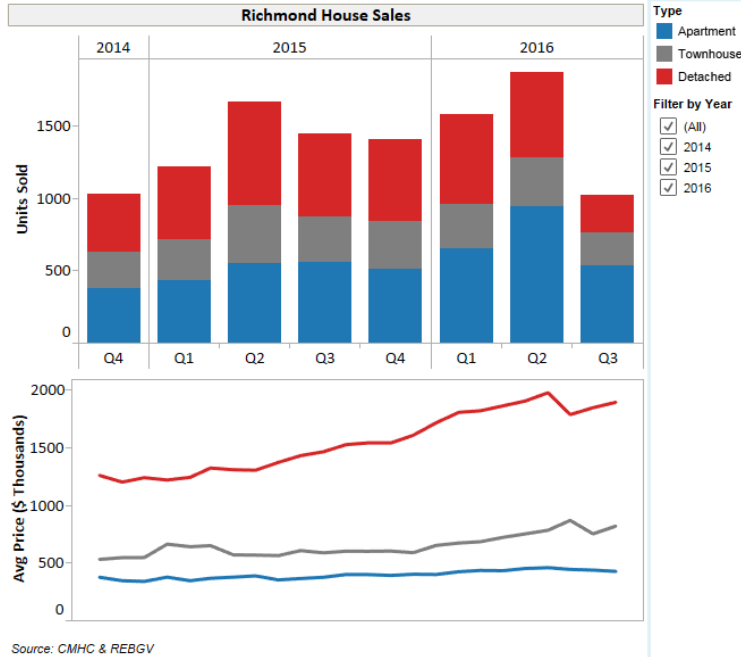 Richmond House Sales
2014 2015 2016
Units Sold
1500
1000
500
0
Q4 Q1 Q2 Q3 Q4 Q1 Q2 Q3
Avg Price ($ Thousands)
2000
1500
1000
500
0
Source: CMHC & REBGV
Type
Apartment
Townhouse
Detached
Filter by Year
(All)
2014
2015
2016